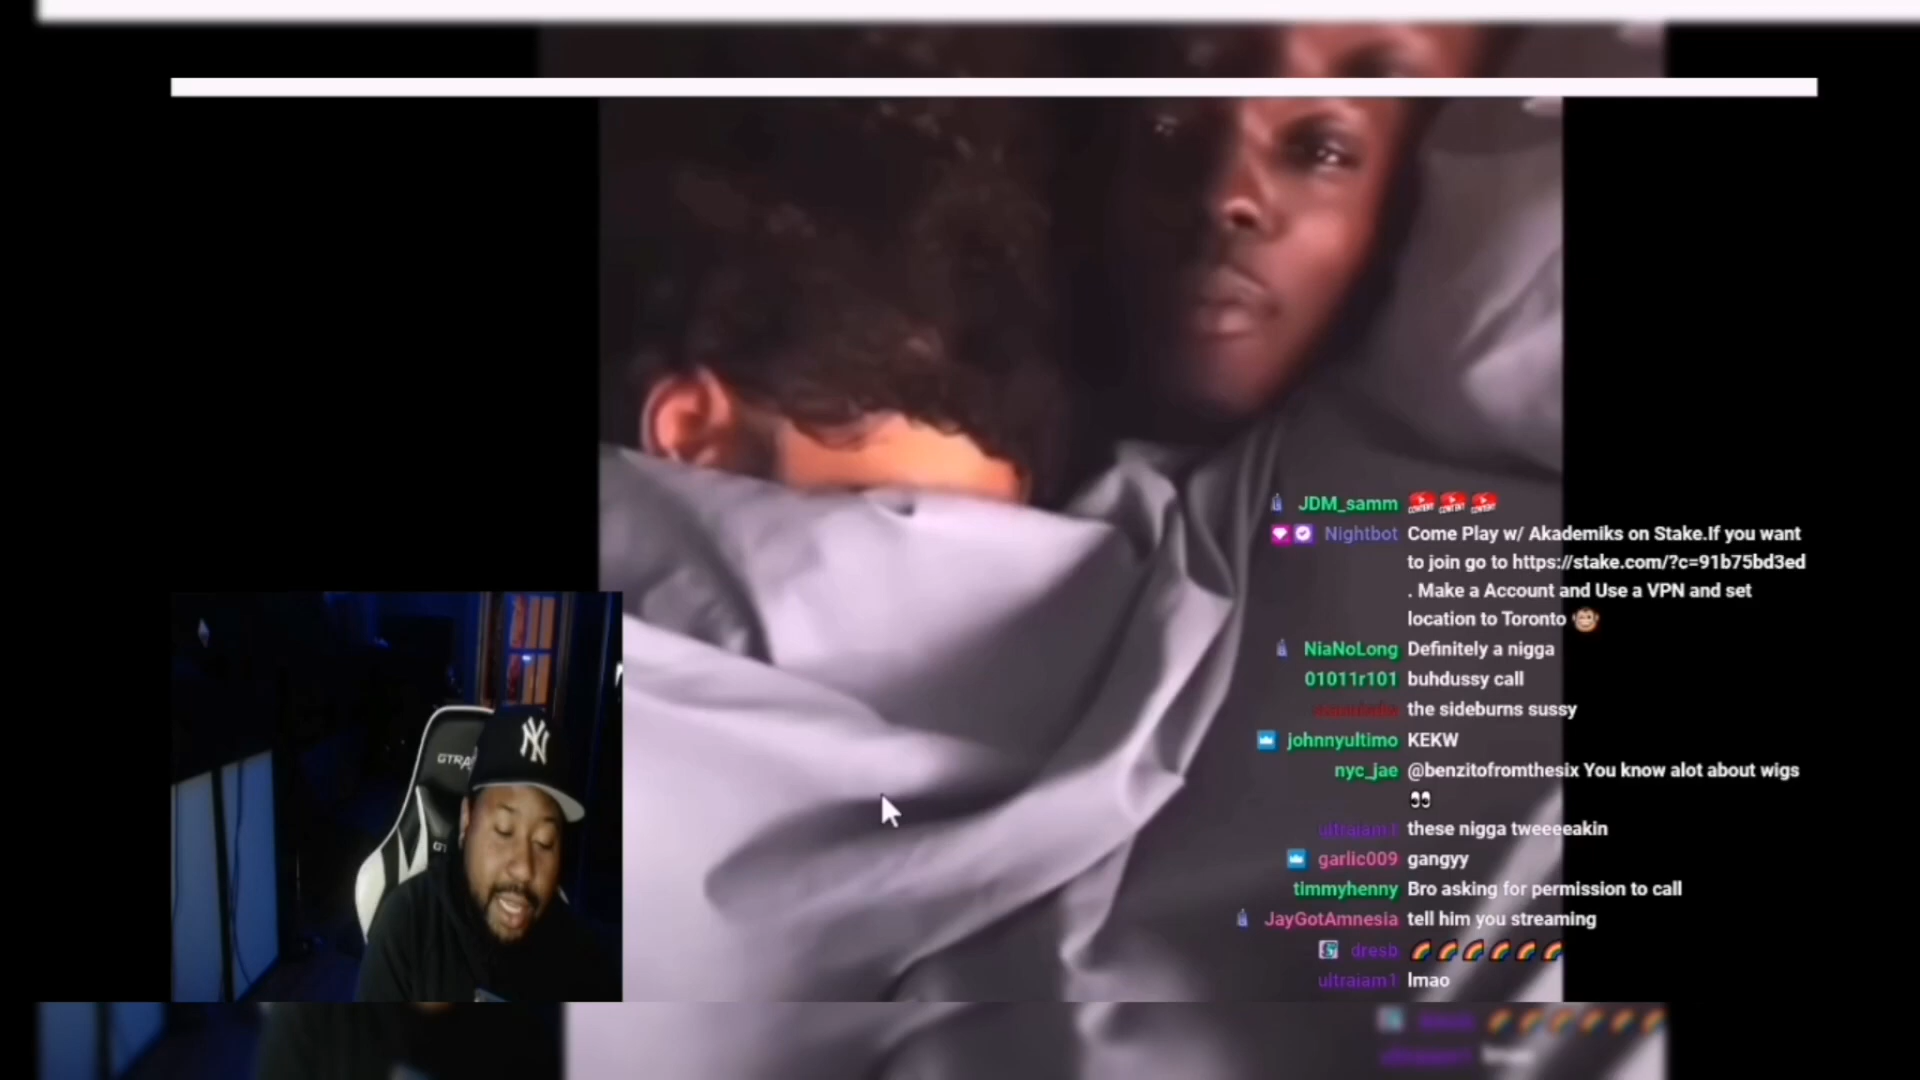 JDM_samm
Nightbot Come Play w/ Akademiks on Stake.If you want
to join go to https://stake.com/?c=91b75bd3ed
. Make a Account and Use a VPN and set
location to Toronto
NiaNoLong Definitely a nigga
01011r101 buhdussy call
the sideburns sussy
johnnyultimo KEKW
nyc_jae @benzitofromthesix You know alot about wigs
ultraiam1 these nigga tweeeeakin
garlic009 gangyy
timmyhenny Bro asking for permission to call
JayGotAmnesia tell him you streaming
dresb
ultraiam1 lmao
NY
GTRA
GT